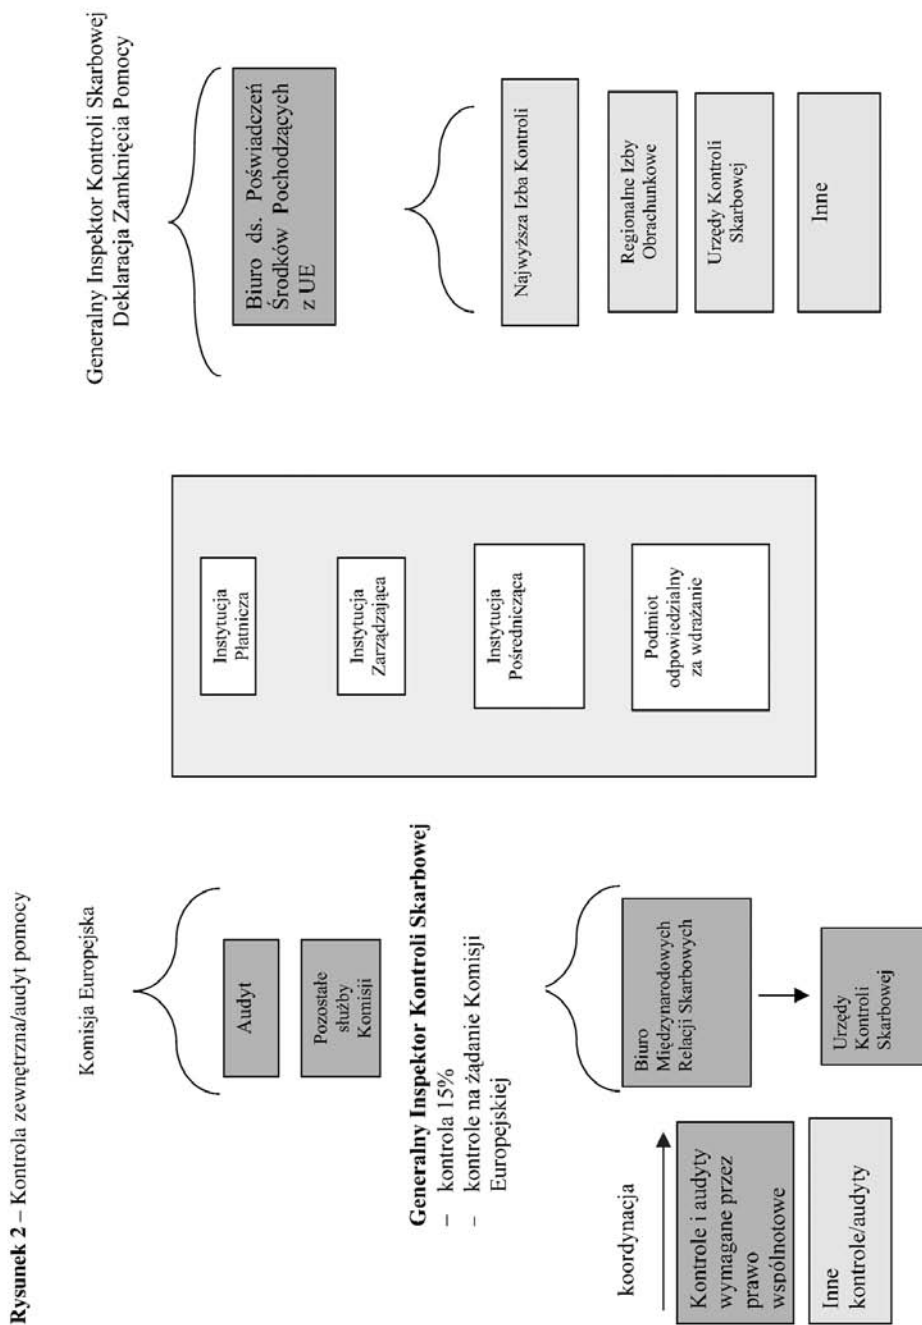 Rysunek 2 – Kontrola zewnętrzna/audyt pomocy
Komisja Europejska
Audyt
Pozostałe
służby
Komisji
Generalny Inspektor Kontroli Skarbowej
– kontrola 15%
– kontrole na żądanie Komisji
Europejskiej
Biuro
Międzynarodowych
Relacji Skarbowych
Urzędy
Kontroli
Skarbowej
koordynacja
Kontrole i audyty
wymagane przez
prawo
wspólnotowe
Inne
kontrole/audyty
Instytucja
Płatnicza
Instytucja
Zarządzająca
Instytucja
Pośrednicząca
Podmiot
odpowiedzialny
za wdrażanie
Generalny Inspektor Kontroli Skarbowej
Deklaracja Zamknięcia Pomocy
Biuro ds. Poświadczeń
Środków Pochodzących
z UE
Najwyższa Izba Kontroli
Regionalne Izby
Obrachunkowe
Urzędy Kontroli
Skarbowej
Inne